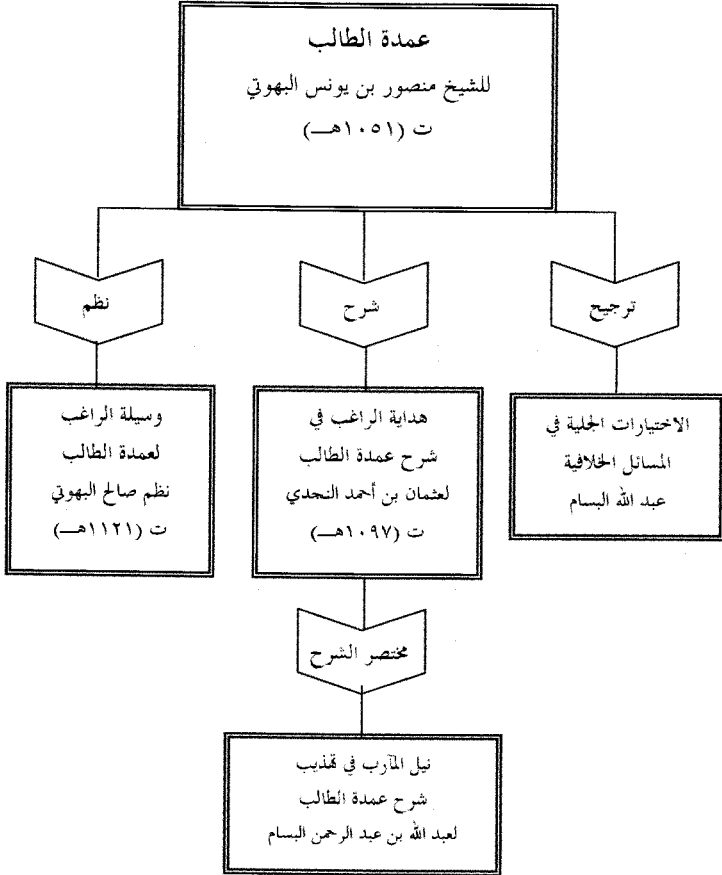 عمدة الطالب
للشيخ منصور بن يونس البهوتي
ت (١٠٥١هـ)
ترجيح
شرح
نظم
الاختيارات الجلية في
المسائل الخلافية
عبد الله البسام
هداية الراغب في
شرح عمدة الطالب
لعثمان بن أحمد النجدي
ت (١٠٩٧هـ)
وسيلة الراغب
لعمدة الطالب
نظم صالح البهوتي
ت (١١٢١هـ)
مختصر الشرح
نيل المآرب في تهذيب
شرح عمدة الطالب
لعبد الله بن عبد الرحمن البسام